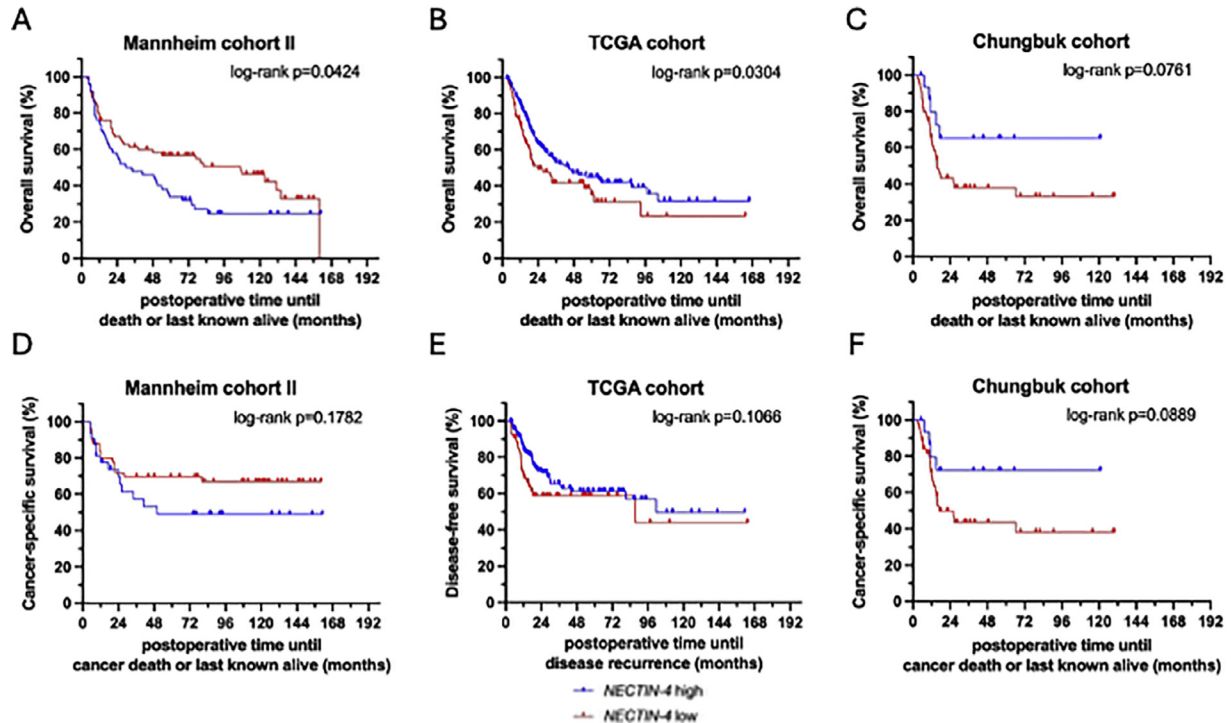 A
Mannheim cohort II
log-rank p=0.0424
Overall survival (%)
100
80
60
40
20
0
0 24 48 72 96 120 144 168 192
postoperative time until
death or last known alive (months)
B
TCGA cohort
log-rank p=0.0304
Overall survival (%)
100
80
60
40
20
0
0 24 48 72 96 120 144 168 192
postoperative time until
death or last known alive (months)
C
Chungbuk cohort
log-rank p=0.0761
Overall survival (%)
100
80
60
40
20
0
0 24 48 72 96 120 144 168 192
postoperative time until
death or last known alive (months)
D
Mannheim cohort II
log-rank p=0.1782
Cancer-specific survival (%)
100
80
60
40
20
0
0 24 48 72 96 120 144 168 192
postoperative time until
cancer death or last known alive (months)
E
TCGA cohort
log-rank p=0.1066
Disease-free survival (%)
100
80
60
40
20
0
0 24 48 72 96 120 144 168 192
postoperative time until
disease recurrence (months)
F
Chungbuk cohort
log-rank p=0.0889
Cancer-specific survival (%)
100
80
60
40
20
0
0 24 48 72 96 120 144 168 192
postoperative time until
cancer death or last known alive (months)
NECTIN-4 high
NECTIN-4 low